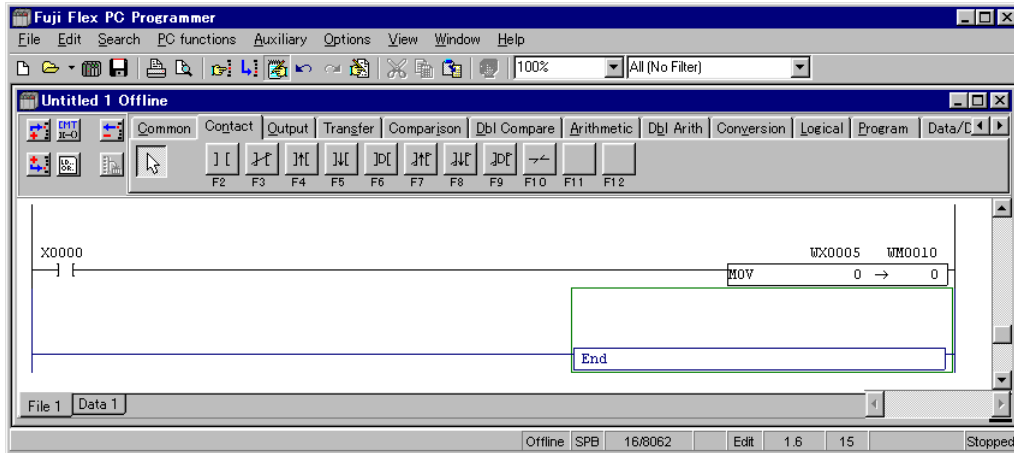 Fuji Flex PC Programmer
File Edit Search PC functions Auxiliary Options View Window Help
100% All (No Filter)
Untitled 1 Offline
Common Contact Output Transfer Comparison Dbl Compare Arithmetic Dbl Arith Conversion Logical Program Data/D
F2 F3 F4 F5 F6 F7 F8 F9 F10 F11 F12
X0000 WX0005 WM0010
MOV 0 → 0
End
File 1 Data 1
Offline SPB 16/8062 Edit 1.6 15 Stopped